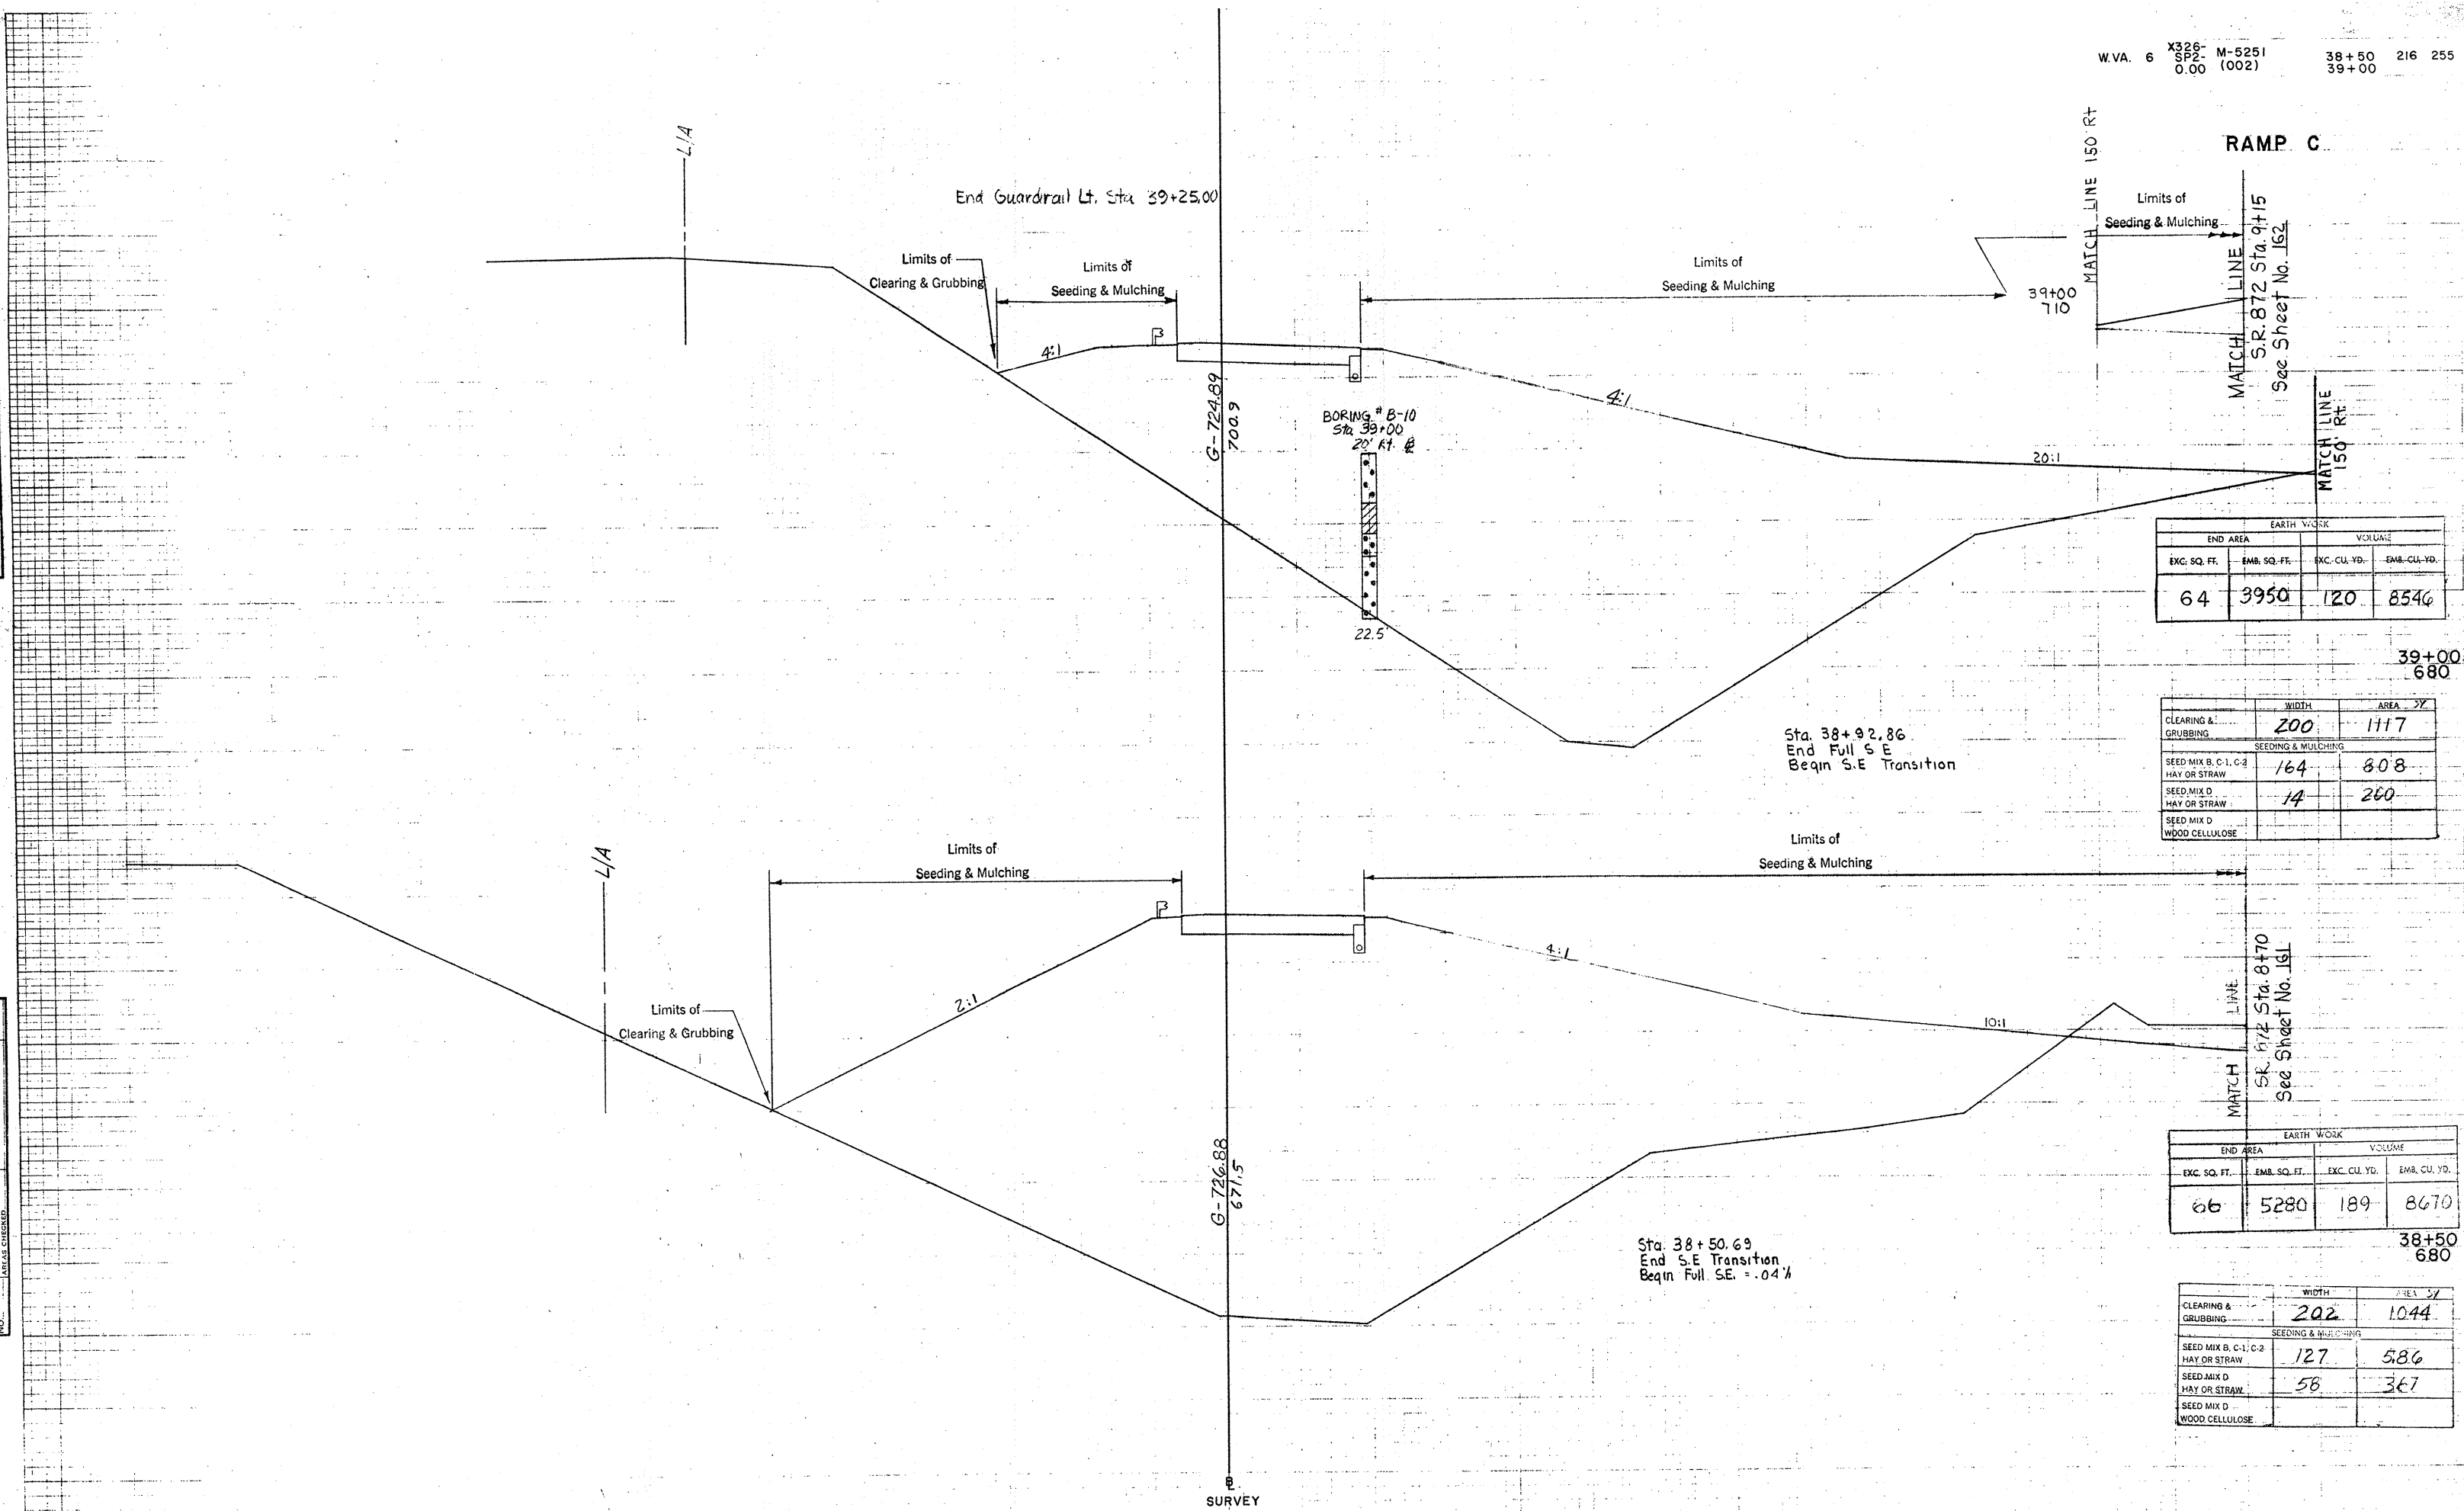 W.VA. 6 X326- SP2- 0.00 M-5251 (002) 38+50 39+00 216 255
RAMP C
L/A
End Guardrail Lt. Sta 39+25.00
Limits of
Clearing & Grubbing
Limits of
Seeding & Mulching
Limits of
Seeding & Mulching
39+00
710
MATCH LINE 150' Rt
Limits of
Seeding & Mulching
MATCH LINE
S.R. 872 Sta. 9+15
See Sheet No. 162
4:1
G-724.89
700.9
BORING # B-10
Sta 39+00
20' Rt. ℄
22.5'
4:1
20:1
MATCH LINE
150' Rt
EARTH WORK
END AREA VOLUME
EXC. SQ. FT. EMB. SQ. FT. EXC. CU. YD. EMB. CU. YD.
64 3950 120 8546
39+00
680
Sta. 38+92.86
End Full S E
Begin S.E Transition
WIDTH AREA SY
CLEARING & GRUBBING 200 1117
SEEDING & MULCHING
SEED MIX B, C-1, C-2 HAY OR STRAW 164 808
SEED MIX D HAY OR STRAW 14 260
SEED MIX D WOOD CELLULOSE
L/A
Limits of
Seeding & Mulching
Limits of
Seeding & Mulching
Limits of
Clearing & Grubbing
2:1
4:1
10:1
MATCH LINE
S.R. 872 Sta. 8+70
See Sheet No. 161
G-726.88
671.5
EARTH WORK
END AREA VOLUME
EXC. SQ. FT. EMB. SQ. FT. EXC. CU. YD. EMB. CU. YD.
66 5280 189 8670
38+50
680
Sta. 38+50.69
End S.E Transition
Begin Full S.E. = .04'/'
WIDTH AREA SY
CLEARING & GRUBBING 202 1044
SEEDING & MULCHING
SEED MIX B, C-1, C-2 HAY OR STRAW 127 586
SEED MIX D HAY OR STRAW 58 367
SEED MIX D WOOD CELLULOSE
AREAS CHECKED
NO.
SURVEY